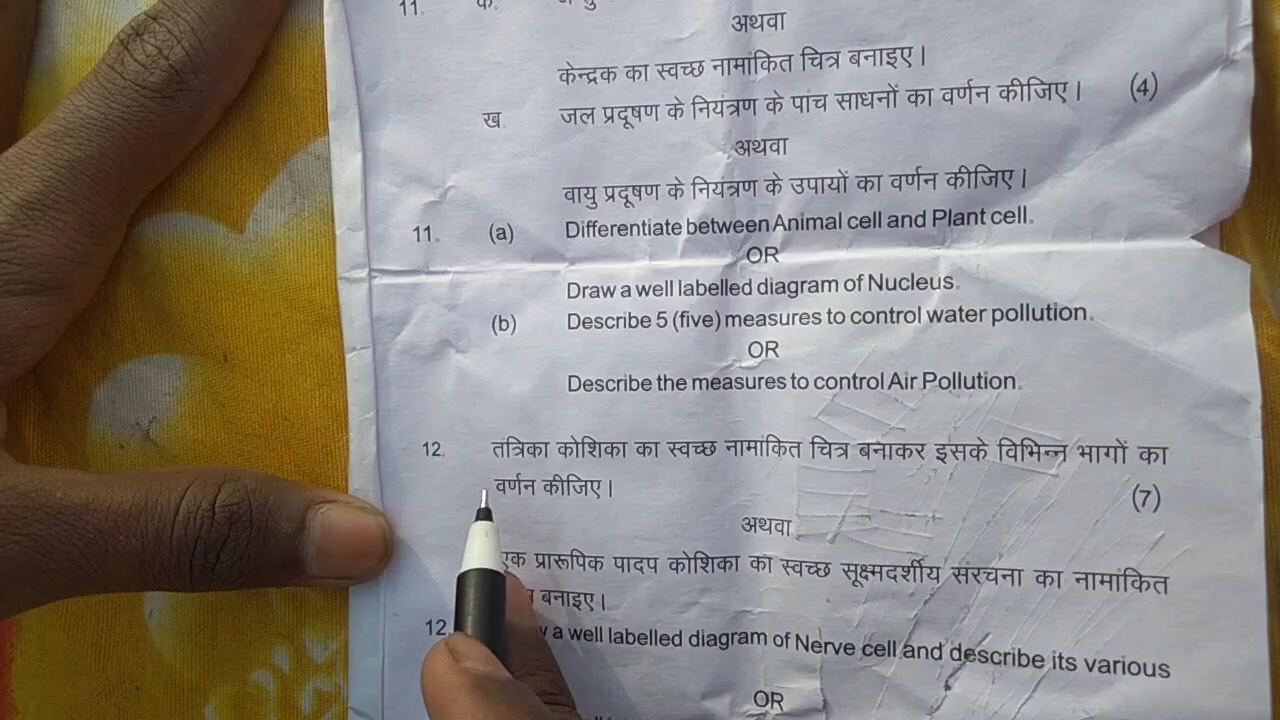 11.
अथवा
केन्द्रक का स्वच्छ नामांकित चित्र बनाइए।
ख. जल प्रदूषण के नियंत्रण के पांच साधनों का वर्णन कीजिए। (4)
अथवा
वायु प्रदूषण के नियंत्रण के उपायों का वर्णन कीजिए।
11. (a) Differentiate between Animal cell and Plant cell.
OR
Draw a well labelled diagram of Nucleus.
(b) Describe 5 (five) measures to control water pollution.
OR
Describe the measures to control Air Pollution.
12. तंत्रिका कोशिका का स्वच्छ नामांकित चित्र बनाकर इसके विभिन्न भागों का
वर्णन कीजिए। (7)
अथवा
एक प्रारूपिक पादप कोशिका का स्वच्छ सूक्ष्मदर्शीय संरचना का नामांकित
बनाइए।
12. a well labelled diagram of Nerve cell and describe its various
OR